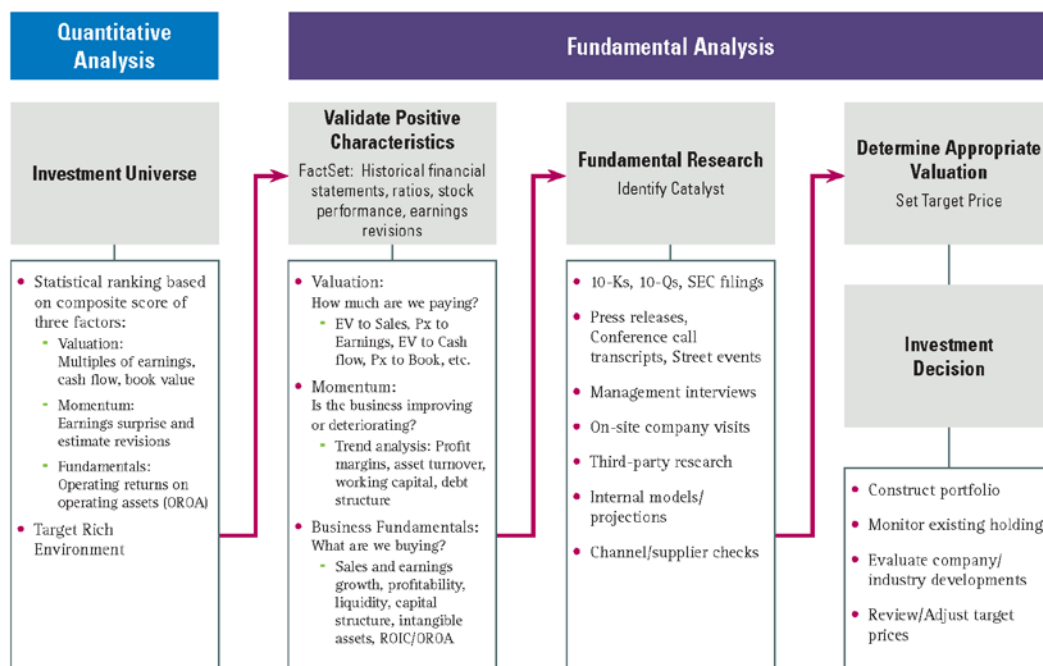 Quantitative
Analysis
Fundamental Analysis
Investment Universe
• Statistical ranking based
on composite score of
three factors:
- Valuation:
Multiples of earnings,
cash flow, book value
- Momentum:
Earnings surprise and
estimate revisions
- Fundamentals:
Operating returns on
operating assets (OROA)
• Target Rich
Environment
Validate Positive
Characteristics
FactSet: Historical financial
statements, ratios, stock
performance, earnings
revisions
• Valuation:
How much are we paying?
- EV to Sales, Px to
Earnings, EV to Cash
flow, Px to Book, etc.
• Momentum:
Is the business improving
or deteriorating?
- Trend analysis: Profit
margins, asset turnover,
working capital, debt
structure
• Business Fundamentals:
What are we buying?
- Sales and earnings
growth, profitability,
liquidity, capital
structure, intangible
assets, ROIC/OROA
Fundamental Research
Identify Catalyst
• 10-Ks, 10-Qs, SEC filings
• Press releases,
Conference call
transcripts, Street events
• Management interviews
• On-site company visits
• Third-party research
• Internal models/
projections
• Channel/supplier checks
Determine Appropriate
Valuation
Set Target Price
Investment
Decision
• Construct portfolio
• Monitor existing holding
• Evaluate company/
industry developments
• Review/Adjust target
prices